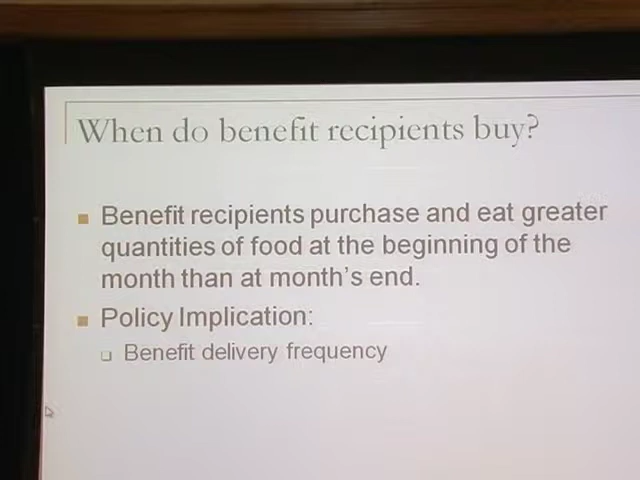 When do benefit recipients buy?
Benefit recipients purchase and eat greater
quantities of food at the beginning of the
month than at month's end.
Policy Implication:
Benefit delivery frequency